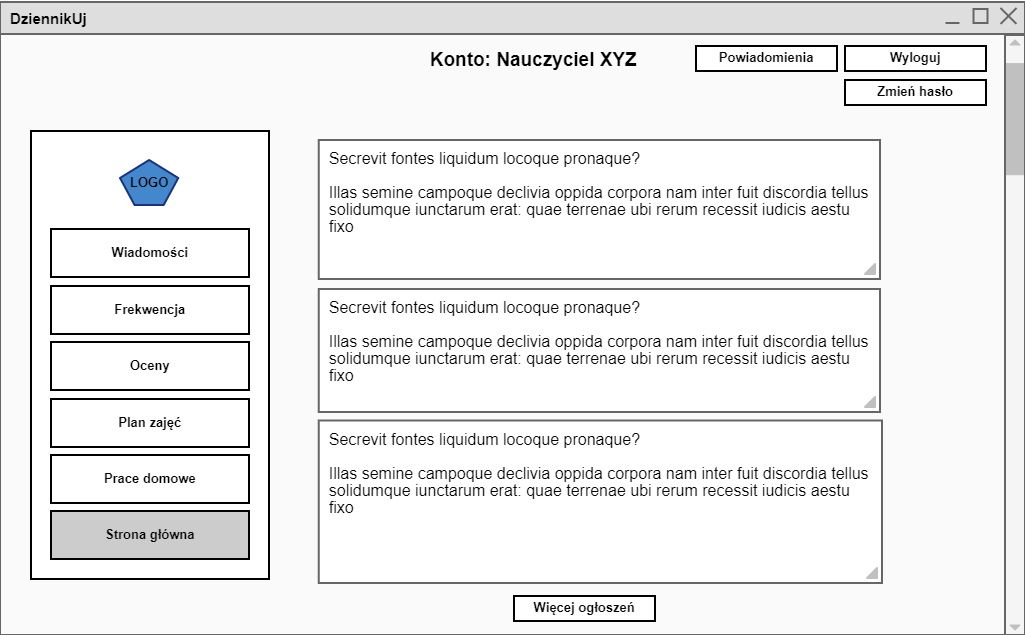 DziennikUj
Konto: Nauczyciel XYZ
Powiadomienia
Wyloguj
Zmień hasło
LOGO
Wiadomości
Frekwencja
Oceny
Plan zajęć
Prace domowe
Strona główna
Secrevit fontes liquidum locoque pronaque?
Illas semine campoque declivia oppida corpora nam inter fuit discordia tellus
solidumque iunctarum erat: quae terrenae ubi rerum recessit iudicis aestu
fixo
Secrevit fontes liquidum locoque pronaque?
Illas semine campoque declivia oppida corpora nam inter fuit discordia tellus
solidumque iunctarum erat: quae terrenae ubi rerum recessit iudicis aestu
fixo
Secrevit fontes liquidum locoque pronaque?
Illas semine campoque declivia oppida corpora nam inter fuit discordia tellus
solidumque iunctarum erat: quae terrenae ubi rerum recessit iudicis aestu
fixo
Więcej ogłoszeń